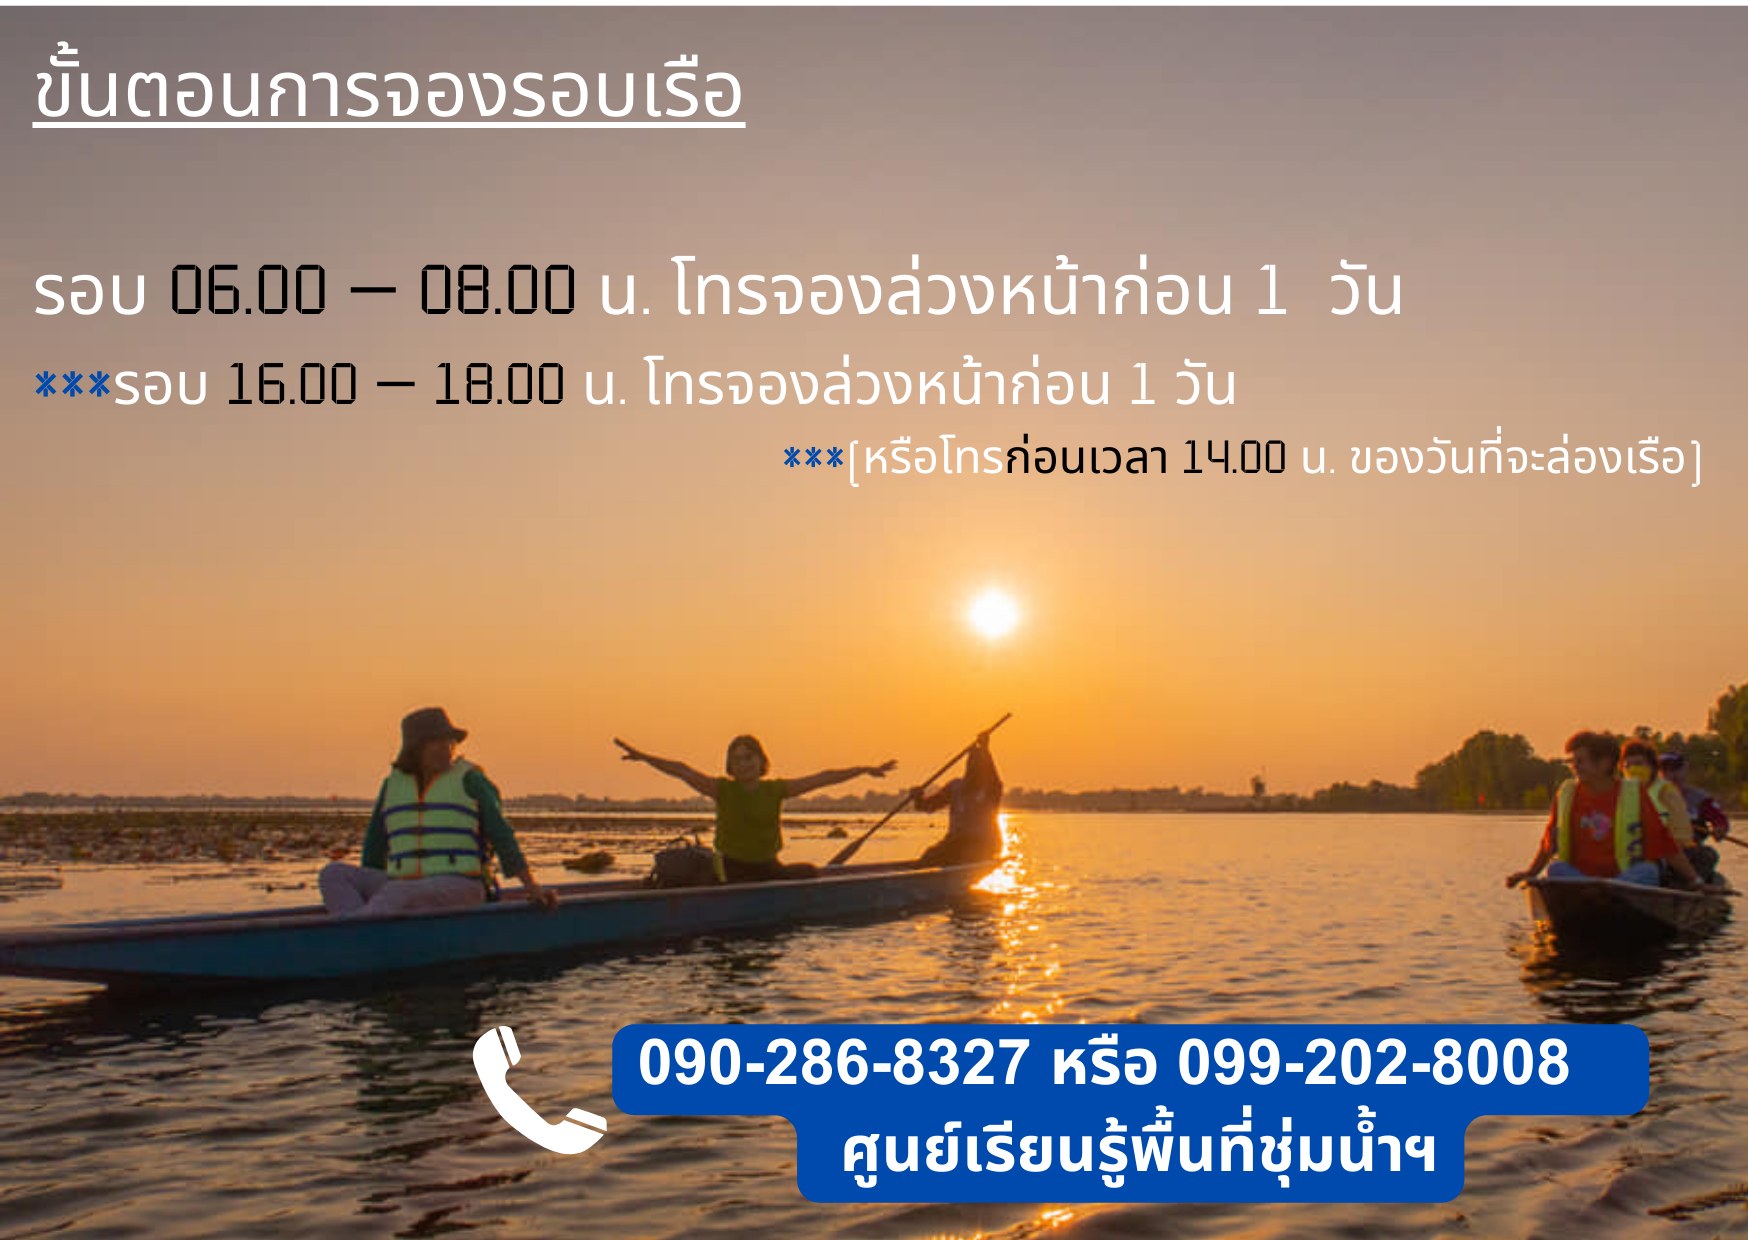 ขั้นตอนการจองรอบเรือ
รอบ 06.00 – 08.00 น. โทรจองล่วงหน้าก่อน 1 วัน
***รอบ 16.00 – 18.00 น. โทรจองล่วงหน้าก่อน 1 วัน
***(หรือโทรก่อนเวลา 14.00 น. ของวันที่จะล่องเรือ)
090-286-8327 หรือ 099-202-8008
ศูนย์เรียนรู้พื้นที่ชุ่มน้ำฯ